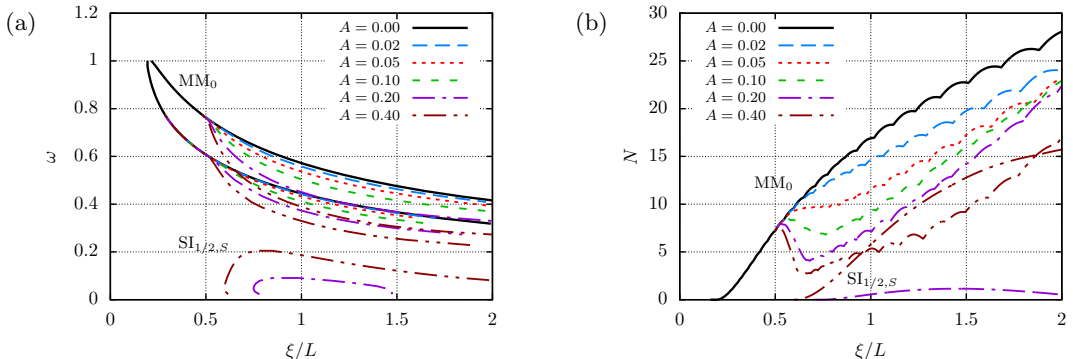 (a)
1.2
1
0.8
0.6
0.4
0.2
0
ω
0
0.5
1
1.5
2
ξ/L
MM₀
SI₁/₂,S
A = 0.00
A = 0.02
A = 0.05
A = 0.10
A = 0.20
A = 0.40
(b)
30
25
20
15
10
5
0
N
0
0.5
1
1.5
2
ξ/L
MM₀
SI₁/₂,S
A = 0.00
A = 0.02
A = 0.05
A = 0.10
A = 0.20
A = 0.40